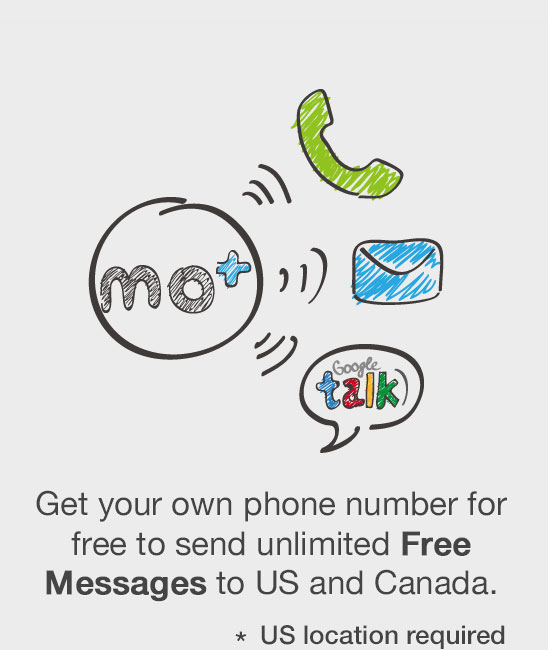 mo+
Google
talk
Get your own phone number for
free to send unlimited Free
Messages to US and Canada.
* US location required